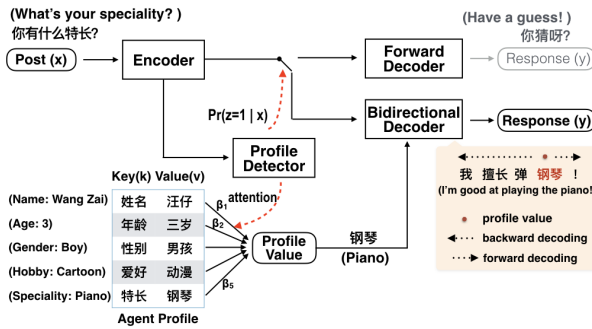 (What's your speciality? )
你有什么特长?
Post (x)
Encoder
Forward Decoder
(Have a guess! )
你猜呀?
Response (y)
Pr(z=1 | x)
Bidirectional Decoder
Response (y)
Profile Detector
我 擅长 弹 钢琴 !
(I'm good at playing the piano!
profile value
backward decoding
forward decoding
Key(k) Value(v)
attention
(Name: Wang Zai) 姓名 汪仔 β1
(Age: 3) 年龄 三岁 β2
(Gender: Boy) 性别 男孩
(Hobby: Cartoon) 爱好 动漫
(Speciality: Piano) 特长 钢琴 β5
Agent Profile
Profile Value
钢琴
(Piano)